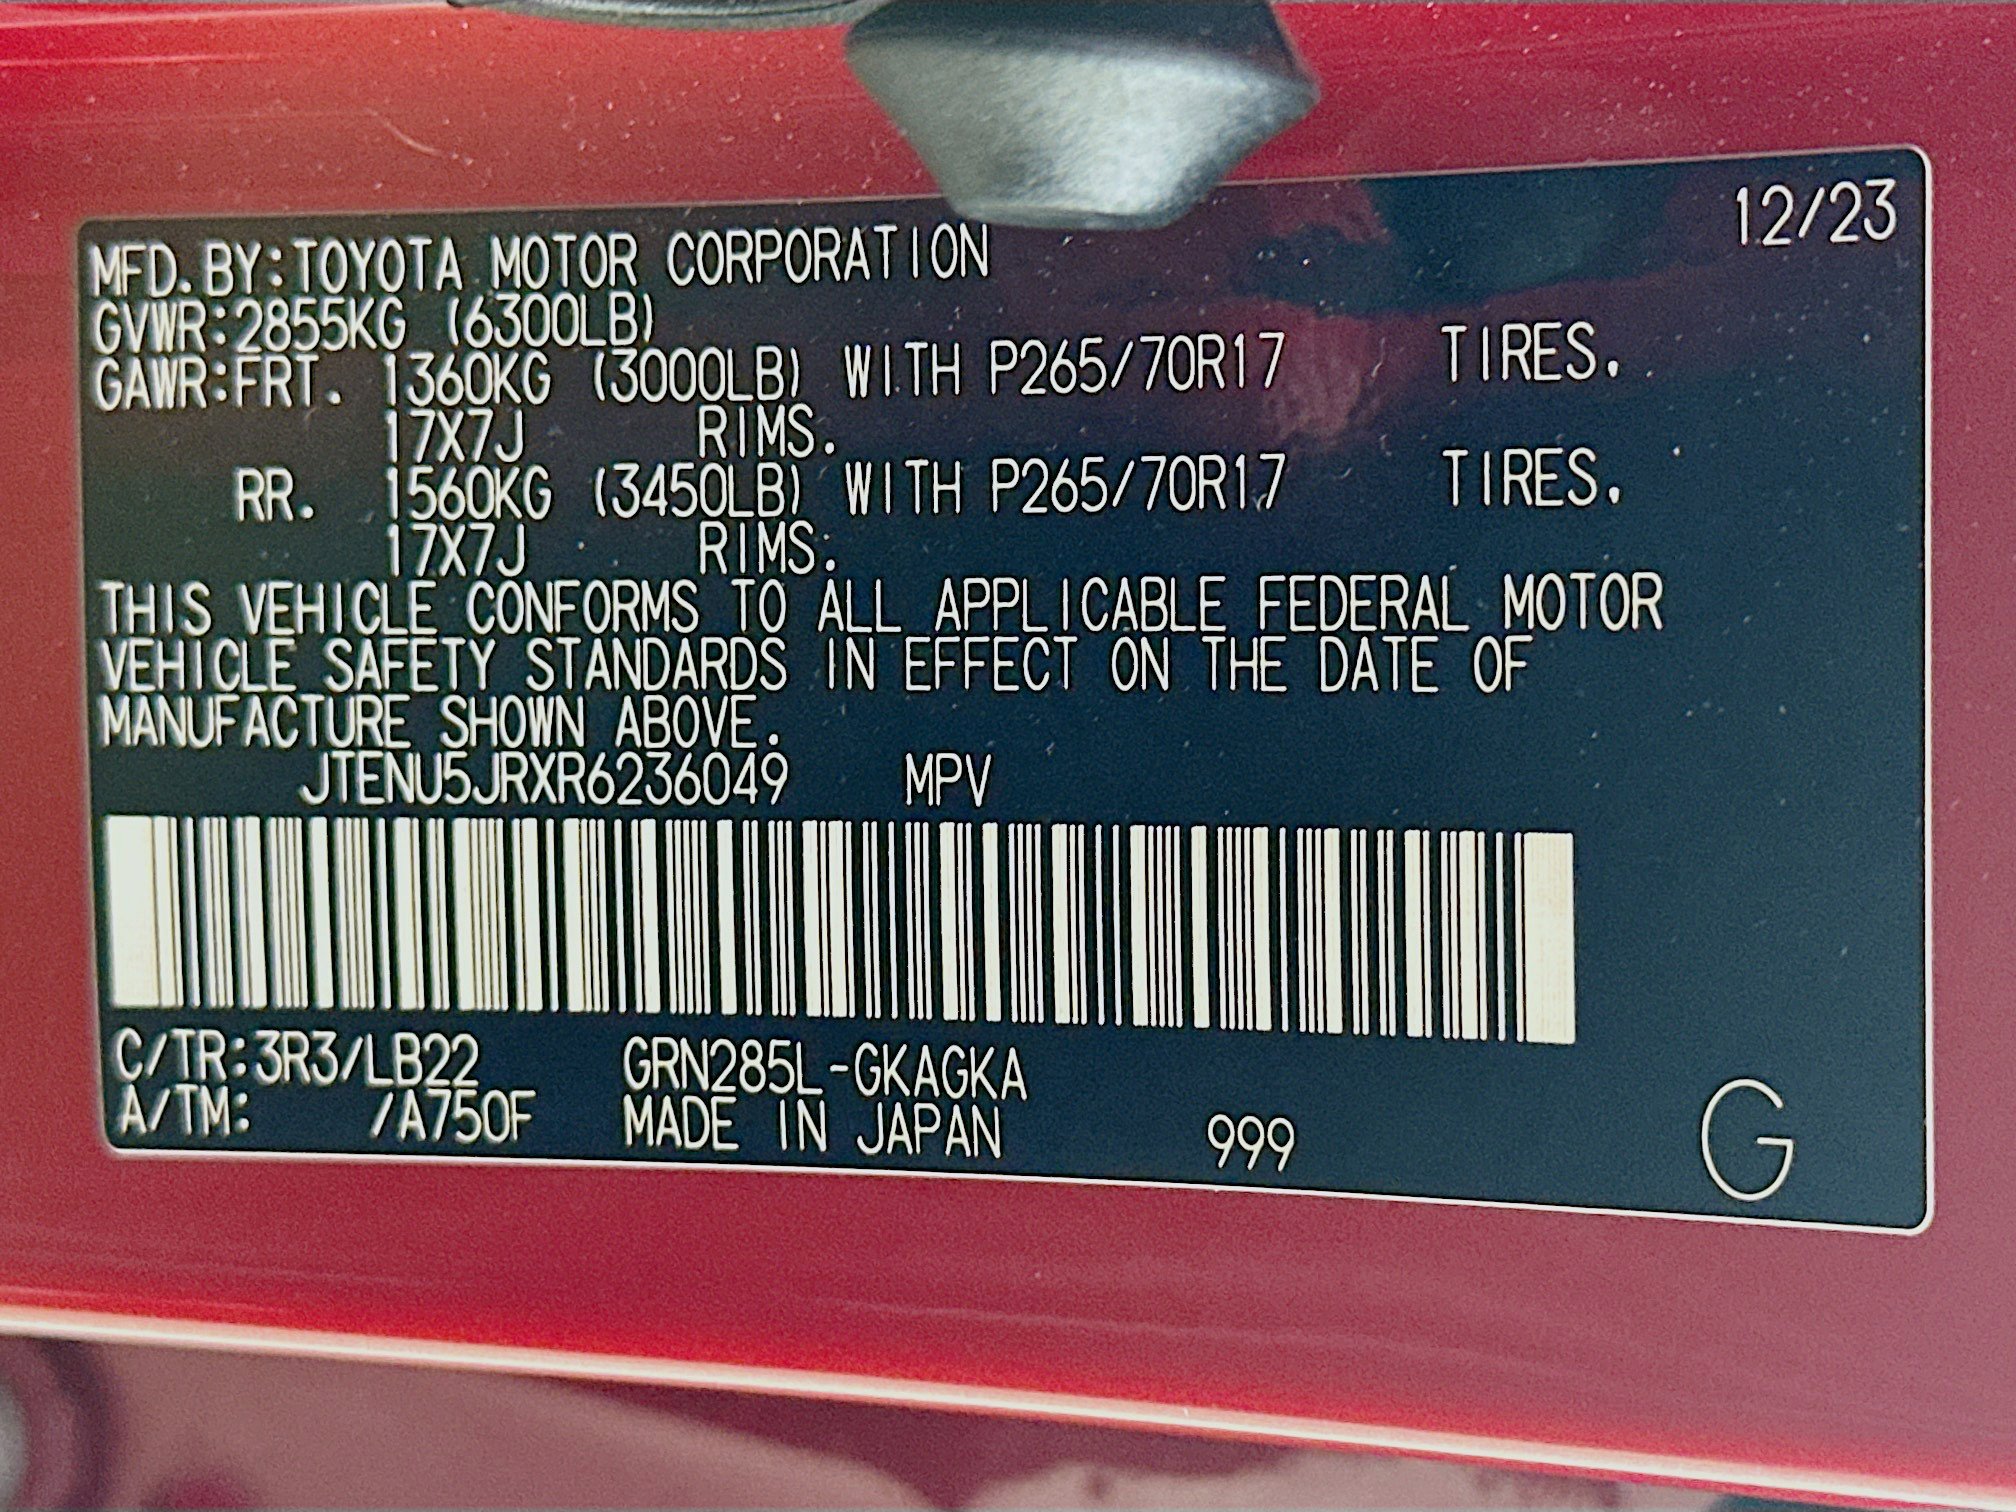 12/23
MFD.BY:TOYOTA MOTOR CORPORATION
GVWR:2855KG (6300LB)
GAWR:FRT. 1360KG (3000LB) WITH P265/70R17 TIRES.
17X7J RIMS.
RR. 1560KG (3450LB) WITH P265/70R17 TIRES.
17X7J RIMS.
THIS VEHICLE CONFORMS TO ALL APPLICABLE FEDERAL MOTOR
VEHICLE SAFETY STANDARDS IN EFFECT ON THE DATE OF
MANUFACTURE SHOWN ABOVE.
JTENU5JRXR6236049 MPV
C/TR:3R3/LB22 GRN285L-GKAGKA
A/TM: /A750F MADE IN JAPAN 999 G